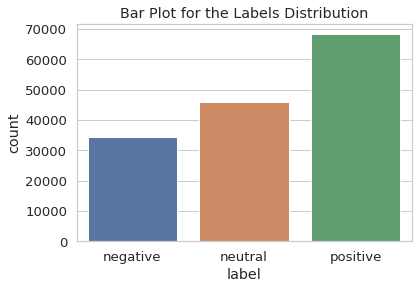 Bar Plot for the Labels Distribution
70000
60000
50000
40000
30000
20000
10000
0
count
negative neutral positive
label